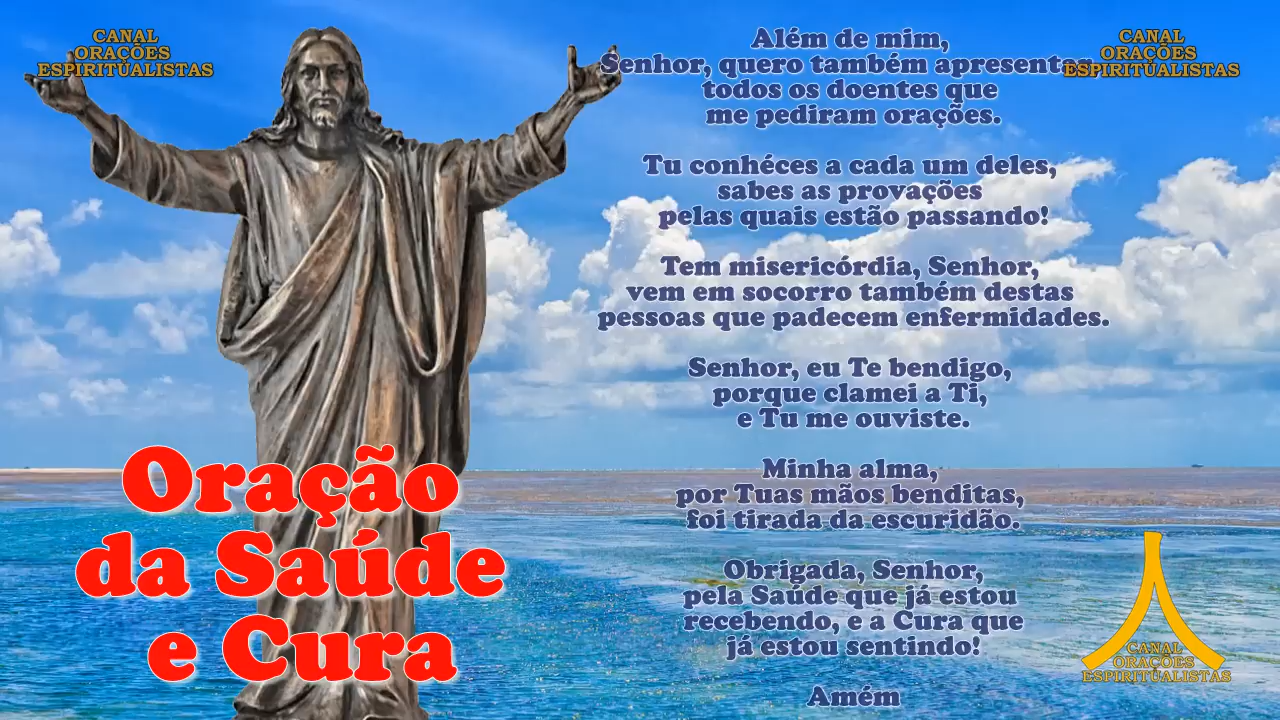 CANAL
ORAÇÕES
ESPIRITUALISTAS
Além de mim,
Senhor, quero também apresentar
todos os doentes que
me pediram orações.
Tu conhéces a cada um deles,
sabes as provações
pelas quais estão passando!
Tem misericórdia, Senhor,
vem em socorro também destas
pessoas que padecem enfermidades.
Senhor, eu Te bendigo,
porque clamei a Ti,
e Tu me ouviste.
Minha alma,
por Tuas mãos benditas,
foi tirada da escuridão.
Obrigada, Senhor,
pela Saúde que já estou
recebendo, e a Cura que
já estou sentindo!
Amém
CANAL
ORAÇÕES
ESPIRITUALISTAS
Oração
da Saúde
e Cura
CANAL
ORAÇÕES
ESPIRITUALISTAS